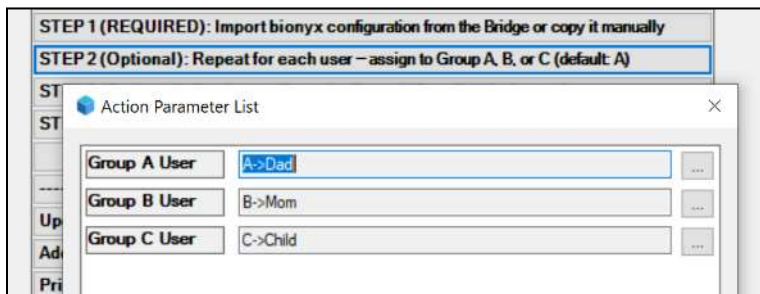 STEP 1 (REQUIRED): Import bionyx configuration from the Bridge or copy it manually
STEP 2 (Optional): Repeat for each user – assign to Group A, B, or C (default: A)
ST
Action Parameter List
ST
Group A User A->Dad ...
----
Group B User B->Mom ...
Up
Group C User C->Child ...
Ad
Pri